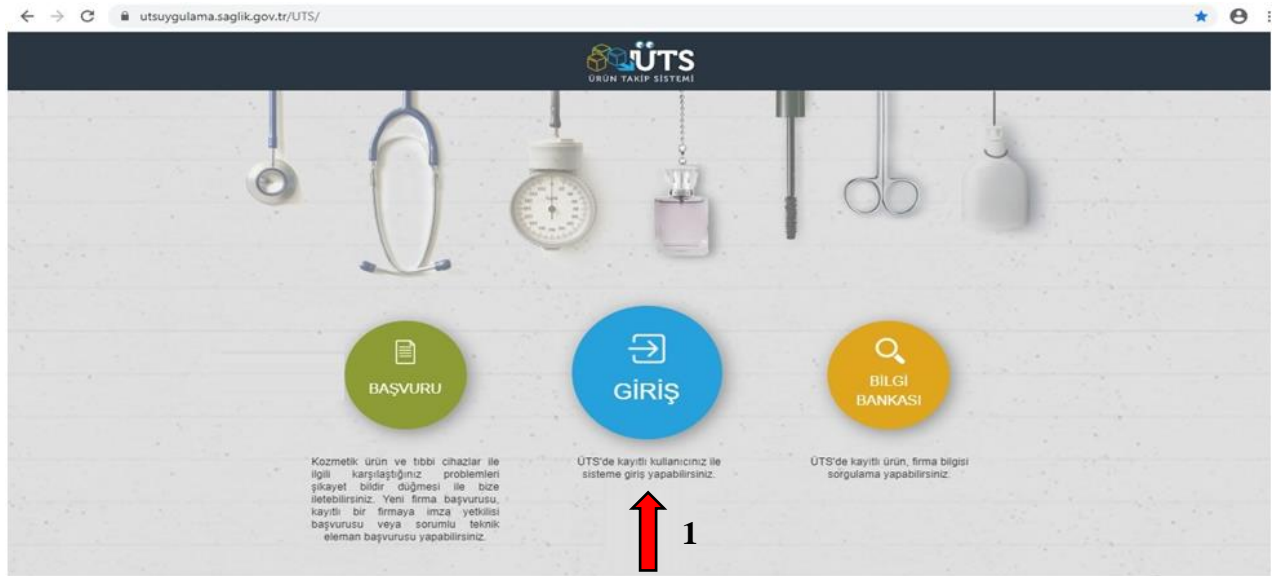 utsuygulama.saglik.gov.tr/UTS/
ÜTS
ÜRÜN TAKİP SİSTEMİ
BAŞVURU
Kozmetik ürün ve tıbbi cihazlar ile
ilgili karşılaştığınız problemleri
şikayet bildir düğmesi ile bize
iletebilirsiniz. Yeni firma başvurusu,
kayıtlı bir firmaya imza yetkilisi
başvurusu veya sorumlu teknik
eleman başvurusu yapabilirsiniz.
GİRİŞ
ÜTS'de kayıtlı kullanıcınız ile
sisteme giriş yapabilirsiniz.
1
BİLGİ
BANKASI
ÜTS'de kayıtlı ürün, firma bilgisi
sorgulama yapabilirsiniz.